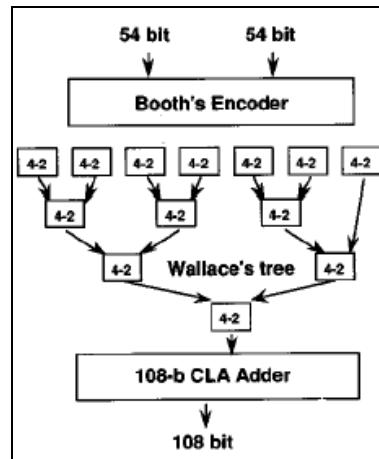 54 bit 54 bit
Booth's Encoder
4-2 4-2 4-2 4-2 4-2 4-2 4-2
4-2 4-2 4-2
4-2 Wallace's tree 4-2
4-2
108-b CLA Adder
108 bit